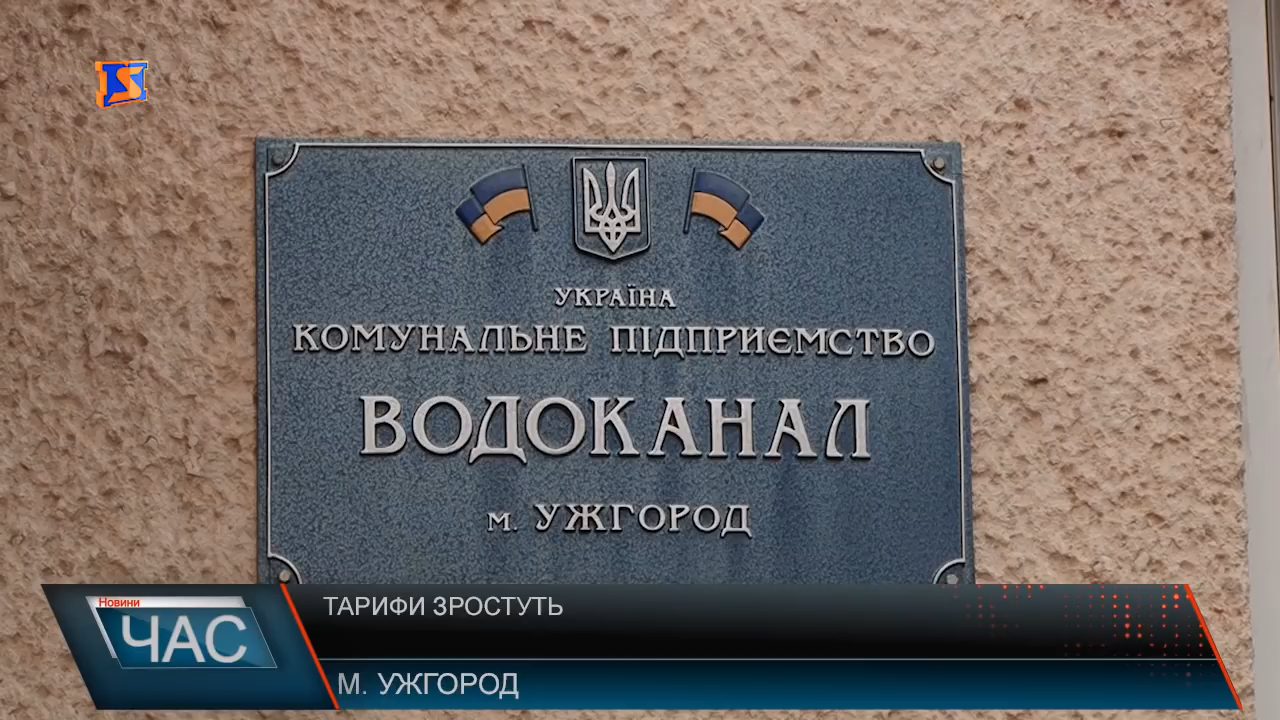 УКРАЇНА
КОМУНАЛЬНЕ ПІДПРИЄМСТВО
ВОДОКАНАЛ
м. УЖГОРОД
Новини
ЧАС
ТАРИФИ ЗРОСТУТЬ
М. УЖГОРОД